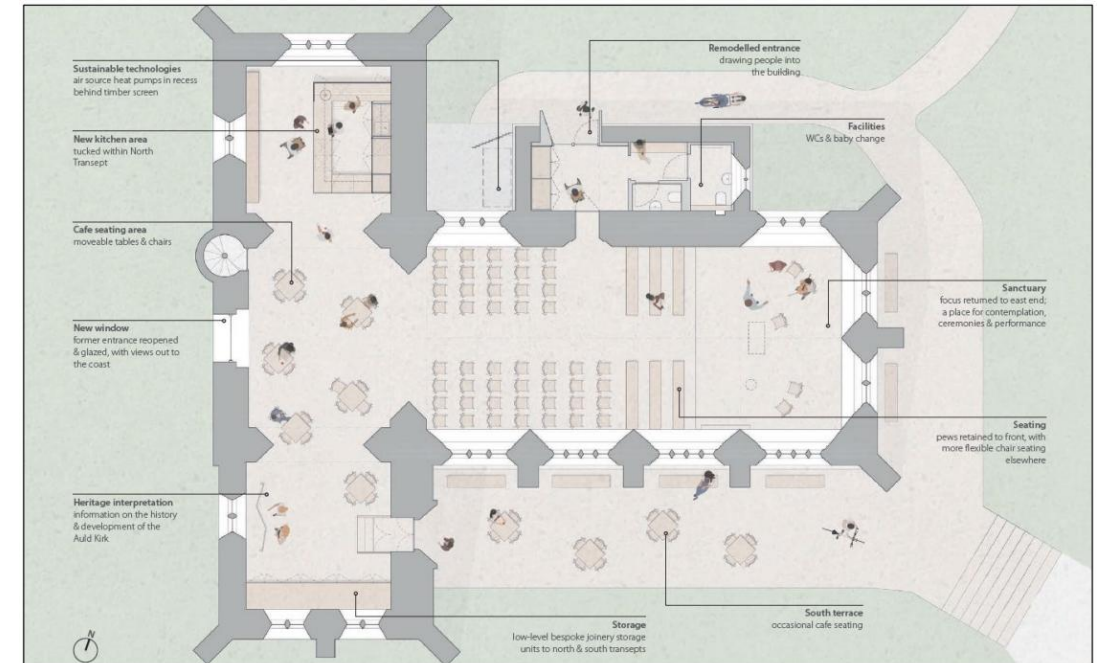 Sustainable technologies
air source heat pumps in recess
behind timber screen
New kitchen area
tucked within North
Transept
Cafe seating area
moveable tables & chairs
New window
former entrance reopened
& glazed, with views out to
the coast
Heritage interpretation
information on the history
& development of the
Auld Kirk
N
Remodelled entrance
drawing people into
the building
Facilities
WCs & baby change
Sanctuary
focus returned to east end;
a place for contemplation,
ceremonies & performance
Seating
pews retained to front, with
more flexible chair seating
elsewhere
South terrace
occasional cafe seating
Storage
low-level bespoke joinery storage
units to north & south transepts